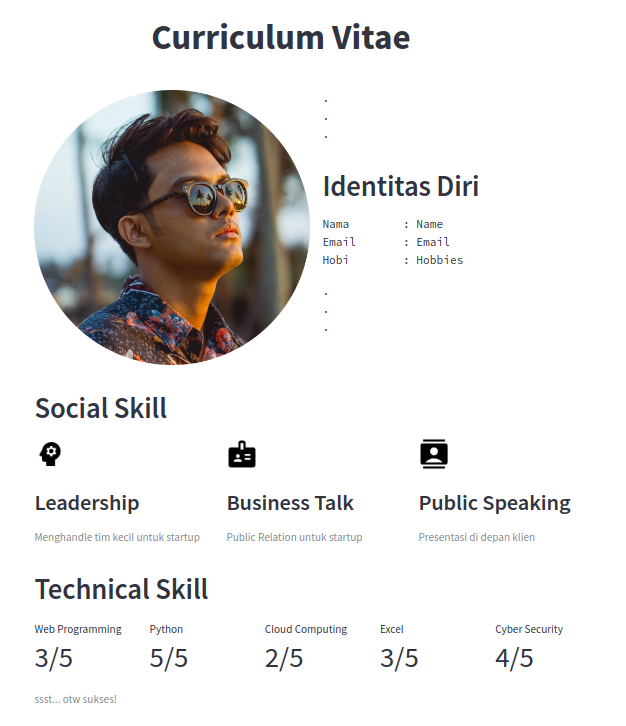 Curriculum Vitae
.
.
.
Identitas Diri
Nama : Name
Email : Email
Hobi : Hobbies
.
.
.
Social Skill
Leadership
Menghandle tim kecil untuk startup
Business Talk
Public Relation untuk startup
Public Speaking
Presentasi di depan klien
Technical Skill
Web Programming
3/5
Python
5/5
Cloud Computing
2/5
Excel
3/5
Cyber Security
4/5
ssst... otw sukses!